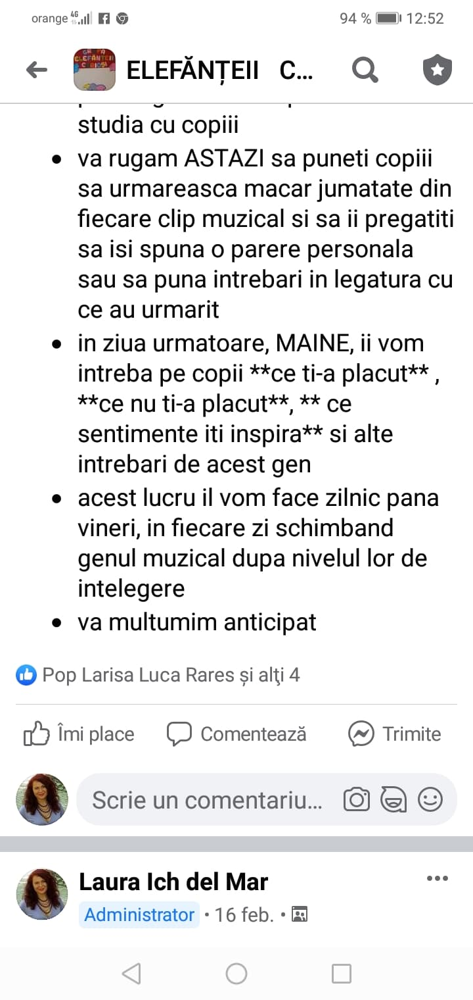 orange 4G 94 % 12:52
GRUPA
ELEFĂNȚEII
CURIOȘI
ELEFĂNȚEII C...
studia cu copiii
• va rugam ASTAZI sa puneti copiii
sa urmareasca macar jumatate din
fiecare clip muzical si sa ii pregatiti
sa isi spuna o parere personala
sau sa puna intrebari in legatura cu
ce au urmarit
• in ziua urmatoare, MAINE, ii vom
intreba pe copii **ce ti-a placut** ,
**ce nu ti-a placut**, ** ce
sentimente iti inspira** si alte
intrebari de acest gen
• acest lucru il vom face zilnic pana
vineri, in fiecare zi schimband
genul muzical dupa nivelul lor de
intelegere
• va multumim anticipat
Pop Larisa Luca Rares și alţi 4
Îmi place Comentează Trimite
Scrie un comentariu...
Laura Ich del Mar
Administrator • 16 feb. •